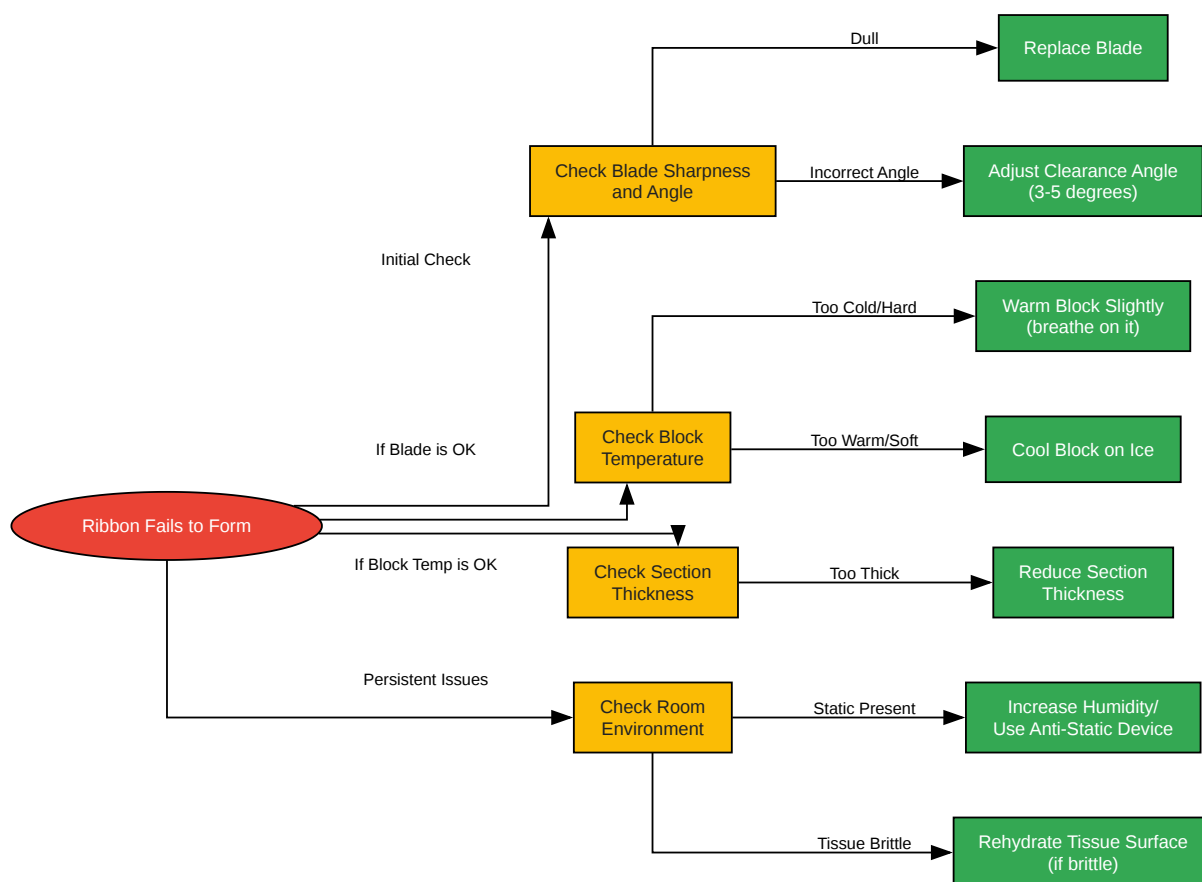 Dull
Replace Blade
Check Blade Sharpness
and Angle
Incorrect Angle
Adjust Clearance Angle
(3-5 degrees)
Initial Check
Too Cold/Hard
Warm Block Slightly
(breathe on it)
If Blade is OK
Check Block
Temperature
Too Warm/Soft
Cool Block on Ice
Ribbon Fails to Form
If Block Temp is OK
Check Section
Thickness
Too Thick
Reduce Section
Thickness
Persistent Issues
Check Room
Environment
Static Present
Increase Humidity/
Use Anti-Static Device
Tissue Brittle
Rehydrate Tissue Surface
(if brittle)